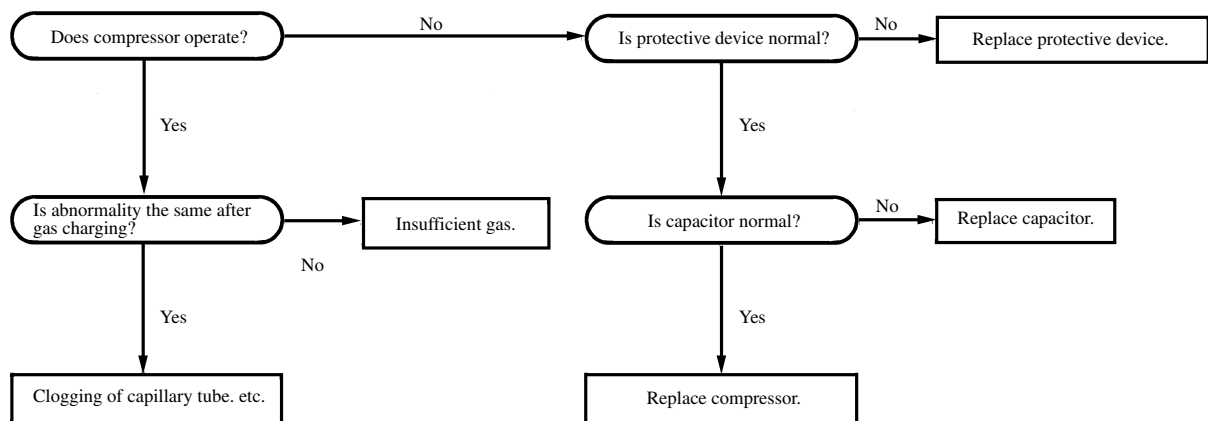 Does compressor operate?
No
Is protective device normal?
No
Replace protective device.
Yes
Yes
Is abnormality the same after
gas charging?
No
Insufficient gas.
Is capacitor normal?
No
Replace capacitor.
Yes
Yes
Clogging of capillary tube. etc.
Replace compressor.